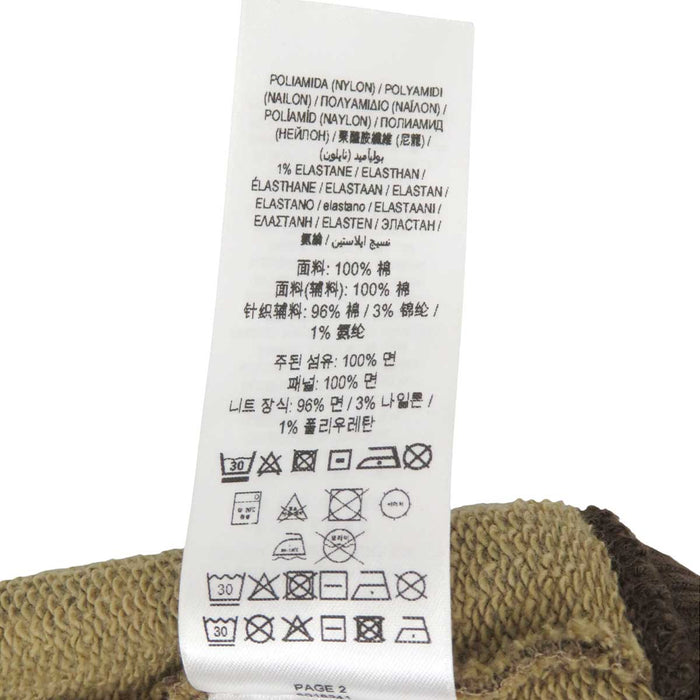 POLIAMIDA (NYLON) / POLYAMIDI
(NAILON) / ΠΟΛΥΑΜΙΔΙΟ (ΝΑΪΛΟΝ) /
POLÍAMÍD (NAYLON) / ПОЛИАМИД
(НЕЙЛОН) / 聚醯胺纖維 (尼龍) /
بولياميد (نايلون)
1% ELASTANE / ELASTHAN /
ÉLASTHANE / ELASTAAN / ELASTAN /
ELASTANO / elastano / ELASTAANI /
ΕΛΑΣΤΑΝΗ / ELASTEN / ЭЛАСТАН /
氨綸 / نسيج ايلاستين
面料: 100% 棉
面料(辅料): 100% 棉
针织辅料: 96% 棉 / 3% 锦纶 /
1% 氨纶
주된 섬유: 100% 면
패널: 100% 면
니트 장식: 96% 면 / 3% 나일론 /
1% 폴리우레탄
30
30
30
PAGE 2